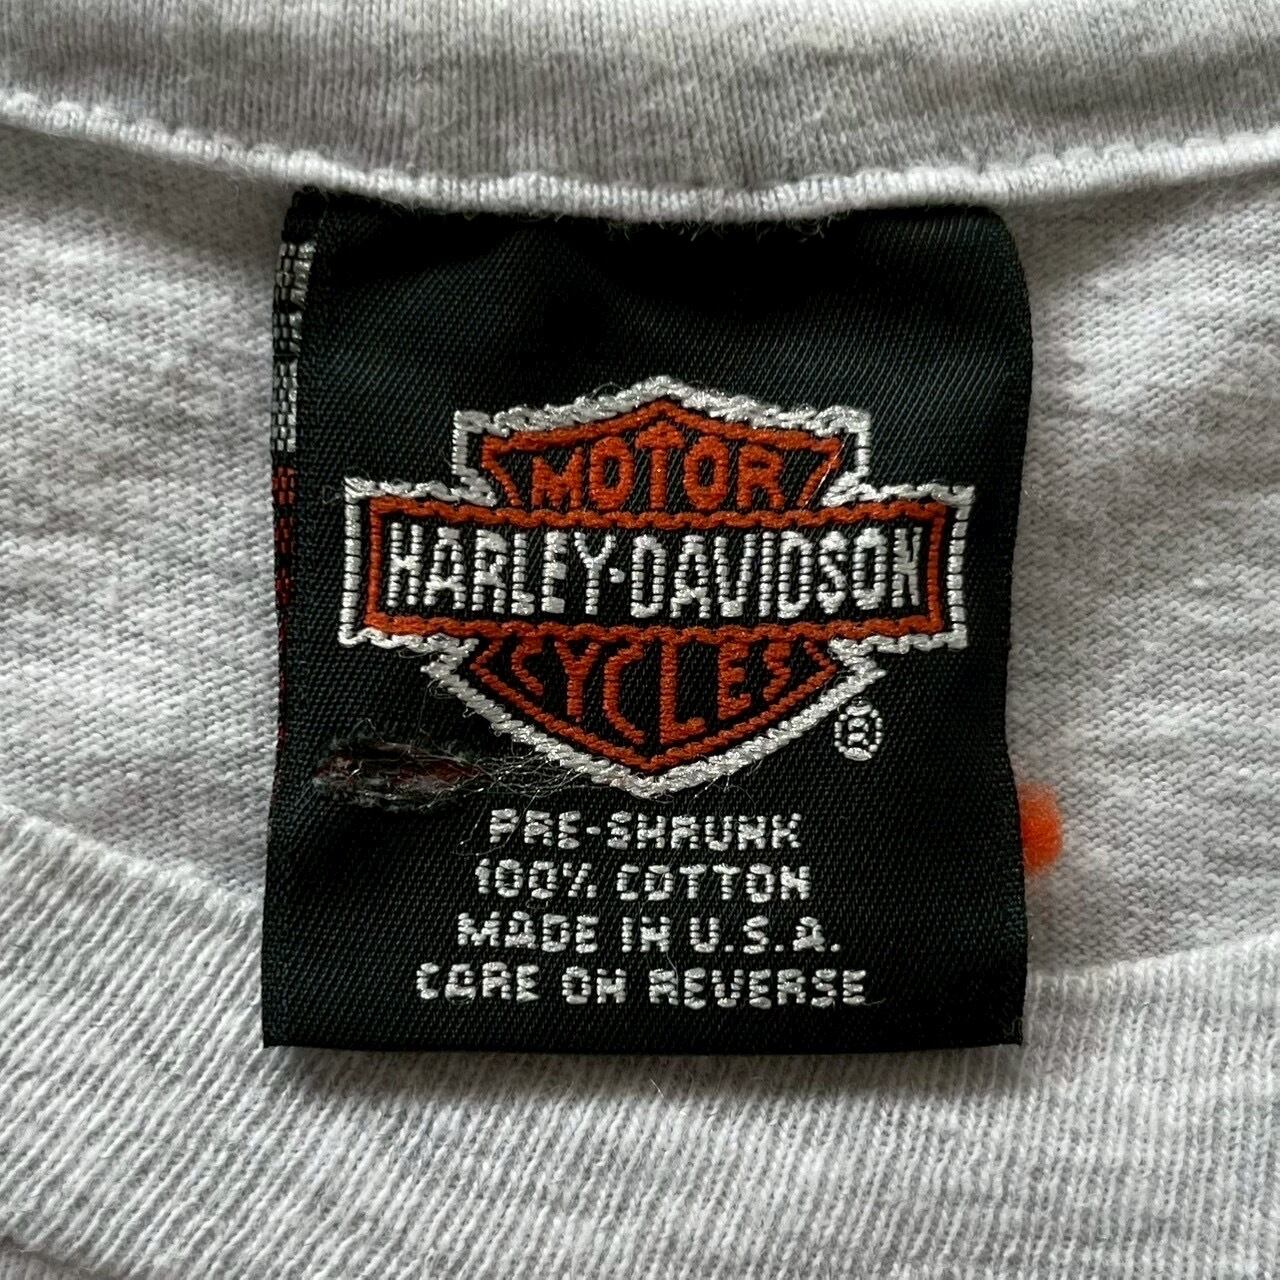 MOTOR
HARLEY-DAVIDSON
CYCLES
®
PRE-SHRUNK
100% COTTON
MADE IN U.S.A.
CARE ON REVERSE